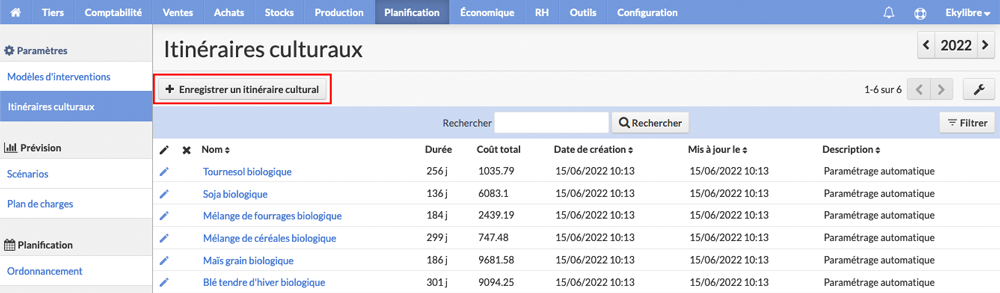 Tiers Comptabilité Ventes Achats Stocks Production Planification Économique RH Outils Configuration Ekylibre
Paramètres
Modèles d'interventions
Itinéraires culturaux
Prévision
Scénarios
Plan de charges
Planification
Ordonnancement
Itinéraires culturaux
2022
Enregistrer un itinéraire cultural
1-6 sur 6
Rechercher Rechercher Filtrer
Nom Durée Coût total Date de création Mis à jour le Description
Tournesol biologique 256 j 1035.79 15/06/2022 10:13 15/06/2022 10:13 Paramétrage automatique
Soja biologique 136 j 6083.1 15/06/2022 10:13 15/06/2022 10:13 Paramétrage automatique
Mélange de fourrages biologique 184 j 2439.19 15/06/2022 10:13 15/06/2022 10:13 Paramétrage automatique
Mélange de céréales biologique 299 j 747.48 15/06/2022 10:13 15/06/2022 10:13 Paramétrage automatique
Maïs grain biologique 186 j 9681.58 15/06/2022 10:13 15/06/2022 10:13 Paramétrage automatique
Blé tendre d'hiver biologique 301 j 9094.25 15/06/2022 10:13 15/06/2022 10:13 Paramétrage automatique